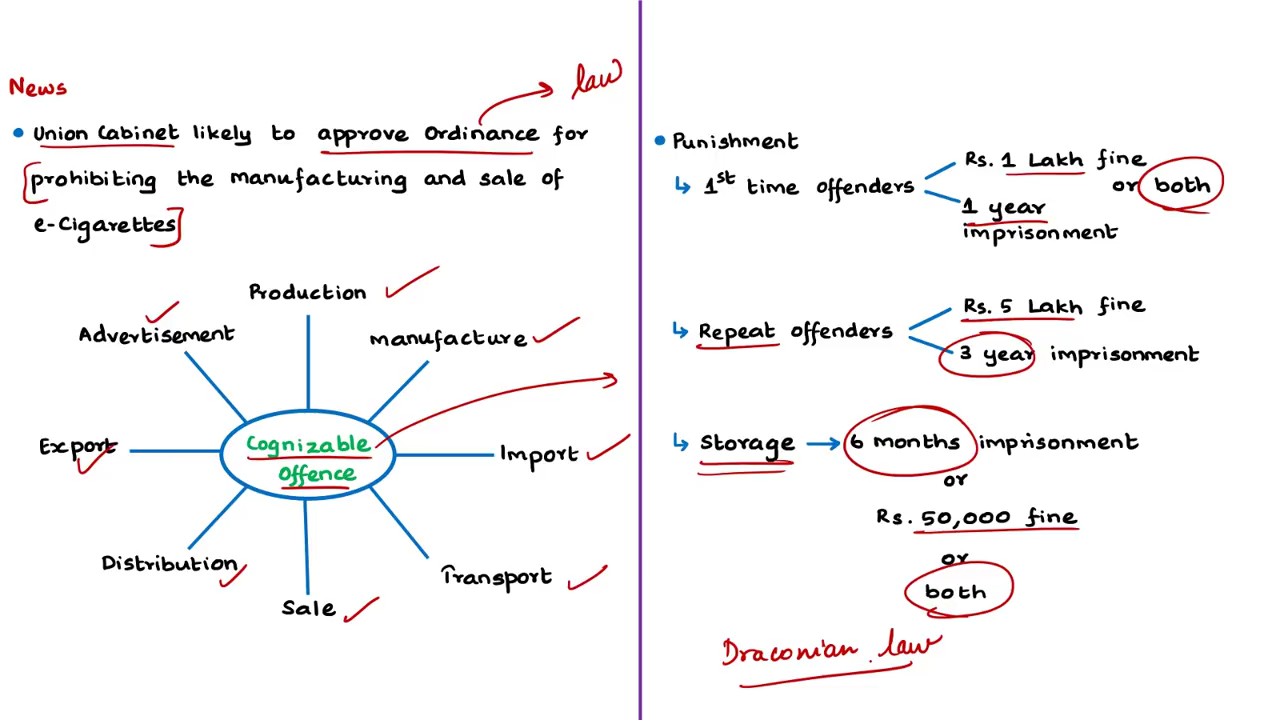 News
law
• Union Cabinet likely to approve Ordinance for
[prohibiting the manufacturing and sale of
e-Cigarettes]
Production
Advertisement
manufacture
Export
Cognizable
Offence
Import
Distribution
Transport
Sale
• Punishment
↳ 1st time offenders
Rs. 1 Lakh fine
or both
1 year
imprisonment
↳ Repeat offenders
Rs. 5 Lakh fine
3 year imprisonment
↳ Storage → 6 months imprisonment
or
Rs. 50,000 fine
or
both
Draconian law